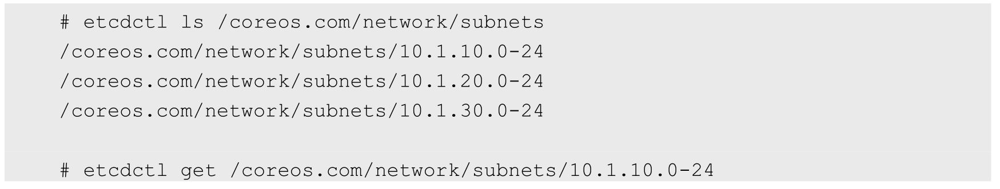 # etcdctl ls /coreos.com/network/subnets
/coreos.com/network/subnets/10.1.10.0-24
/coreos.com/network/subnets/10.1.20.0-24
/coreos.com/network/subnets/10.1.30.0-24
# etcdctl get /coreos.com/network/subnets/10.1.10.0-24